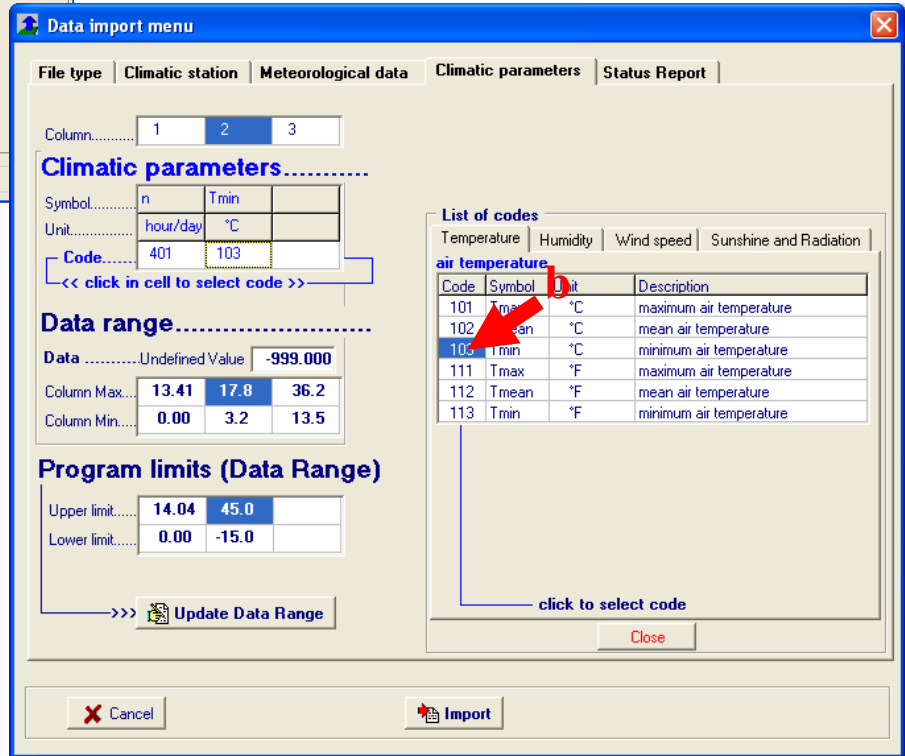 Data import menu
File type Climatic station Meteorological data Climatic parameters Status Report
Column........... 1 2 3
Climatic parameters............
Symbol........... n Tmin
Unit................ hour/day °C
Code....... 401 103
<< click in cell to select code >>
Data range.......................
Data ...........Undefined Value -999.000
Column Max.... 13.41 17.8 36.2
Column Min..... 0.00 3.2 13.5
Program limits (Data Range)
Upper limit...... 14.04 45.0
Lower limit...... 0.00 -15.0
>>> Update Data Range
List of codes
Temperature Humidity Wind speed Sunshine and Radiation
air temperature
b
Code Symbol Description
101 °C maximum air temperature
102 °C mean air temperature
103 Tmin °C minimum air temperature
111 Tmax °F maximum air temperature
112 Tmean °F mean air temperature
113 Tmin °F minimum air temperature
click to select code
Close
Cancel Import